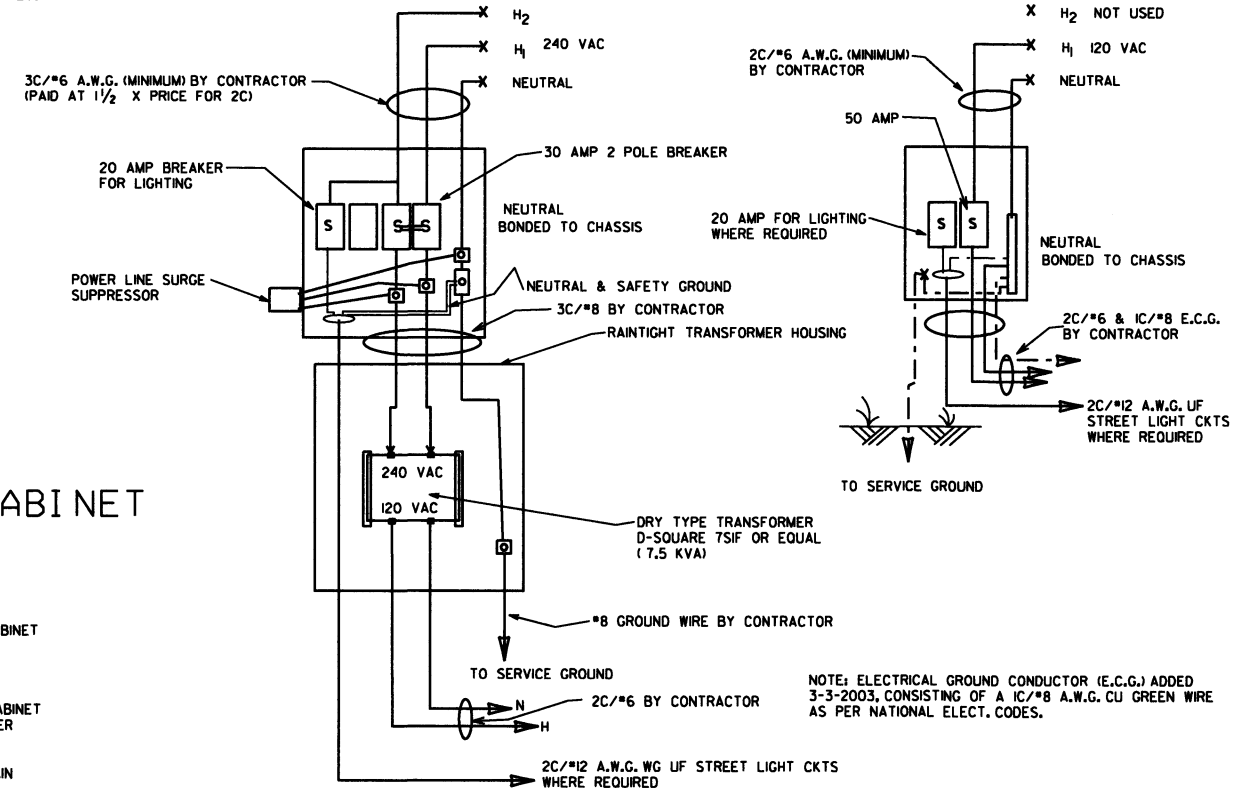 H2
H1 240 VAC
NEUTRAL
3C/#6 A.W.G. (MINIMUM) BY CONTRACTOR
(PAID AT 1 1/2 X PRICE FOR 2C)
20 AMP BREAKER
FOR LIGHTING
30 AMP 2 POLE BREAKER
S
S
S
NEUTRAL
BONDED TO CHASSIS
POWER LINE SURGE
SUPPRESSOR
NEUTRAL & SAFETY GROUND
3C/#8 BY CONTRACTOR
RAINTIGHT TRANSFORMER HOUSING
240 VAC
120 VAC
DRY TYPE TRANSFORMER
D-SQUARE 7SIF OR EQUAL
(7.5 KVA)
#8 GROUND WIRE BY CONTRACTOR
TO SERVICE GROUND
2C/#6 BY CONTRACTOR
N
H
2C/#12 A.W.G. WG UF STREET LIGHT CKTS
WHERE REQUIRED
H2 NOT USED
H1 120 VAC
NEUTRAL
2C/#6 A.W.G. (MINIMUM)
BY CONTRACTOR
50 AMP
S
S
20 AMP FOR LIGHTING
WHERE REQUIRED
NEUTRAL
BONDED TO CHASSIS
2C/#6 & 1C/#8 E.C.G.
BY CONTRACTOR
2C/#12 A.W.G. UF
STREET LIGHT CKTS
WHERE REQUIRED
TO SERVICE GROUND
NOTE: ELECTRICAL GROUND CONDUCTOR (E.C.G.) ADDED
3-3-2003, CONSISTING OF A 1C/#8 A.W.G. CU GREEN WIRE
AS PER NATIONAL ELECT. CODES.
ABINET
BINET
ABINET
ER
IN